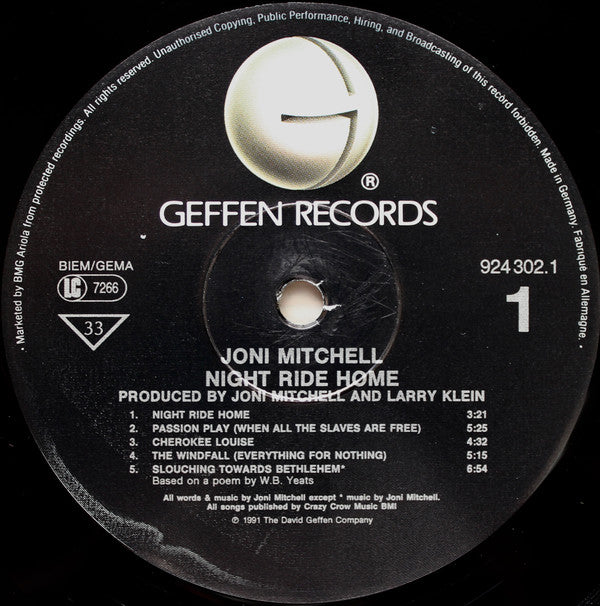 • Marketed by BMG Ariola from protected recordings. All rights reserved. Unauthorised Copying, Public Performance, Hiring, and Broadcasting of this record forbidden. Made in Germany. Fabriqué en Allemagne. •
®
GEFFEN RECORDS
BIEM/GEMA
LC 7266
33
924 302.1
1
JONI MITCHELL
NIGHT RIDE HOME
PRODUCED BY JONI MITCHELL AND LARRY KLEIN
1. NIGHT RIDE HOME 3:21
2. PASSION PLAY (WHEN ALL THE SLAVES ARE FREE) 5:25
3. CHEROKEE LOUISE 4:32
4. THE WINDFALL (EVERYTHING FOR NOTHING) 5:15
5. SLOUCHING TOWARDS BETHLEHEM* 6:54
Based on a poem by W.B. Yeats
All words & music by Joni Mitchell except * music by Joni Mitchell.
All songs published by Crazy Crow Music BMI
℗ 1991 The David Geffen Company